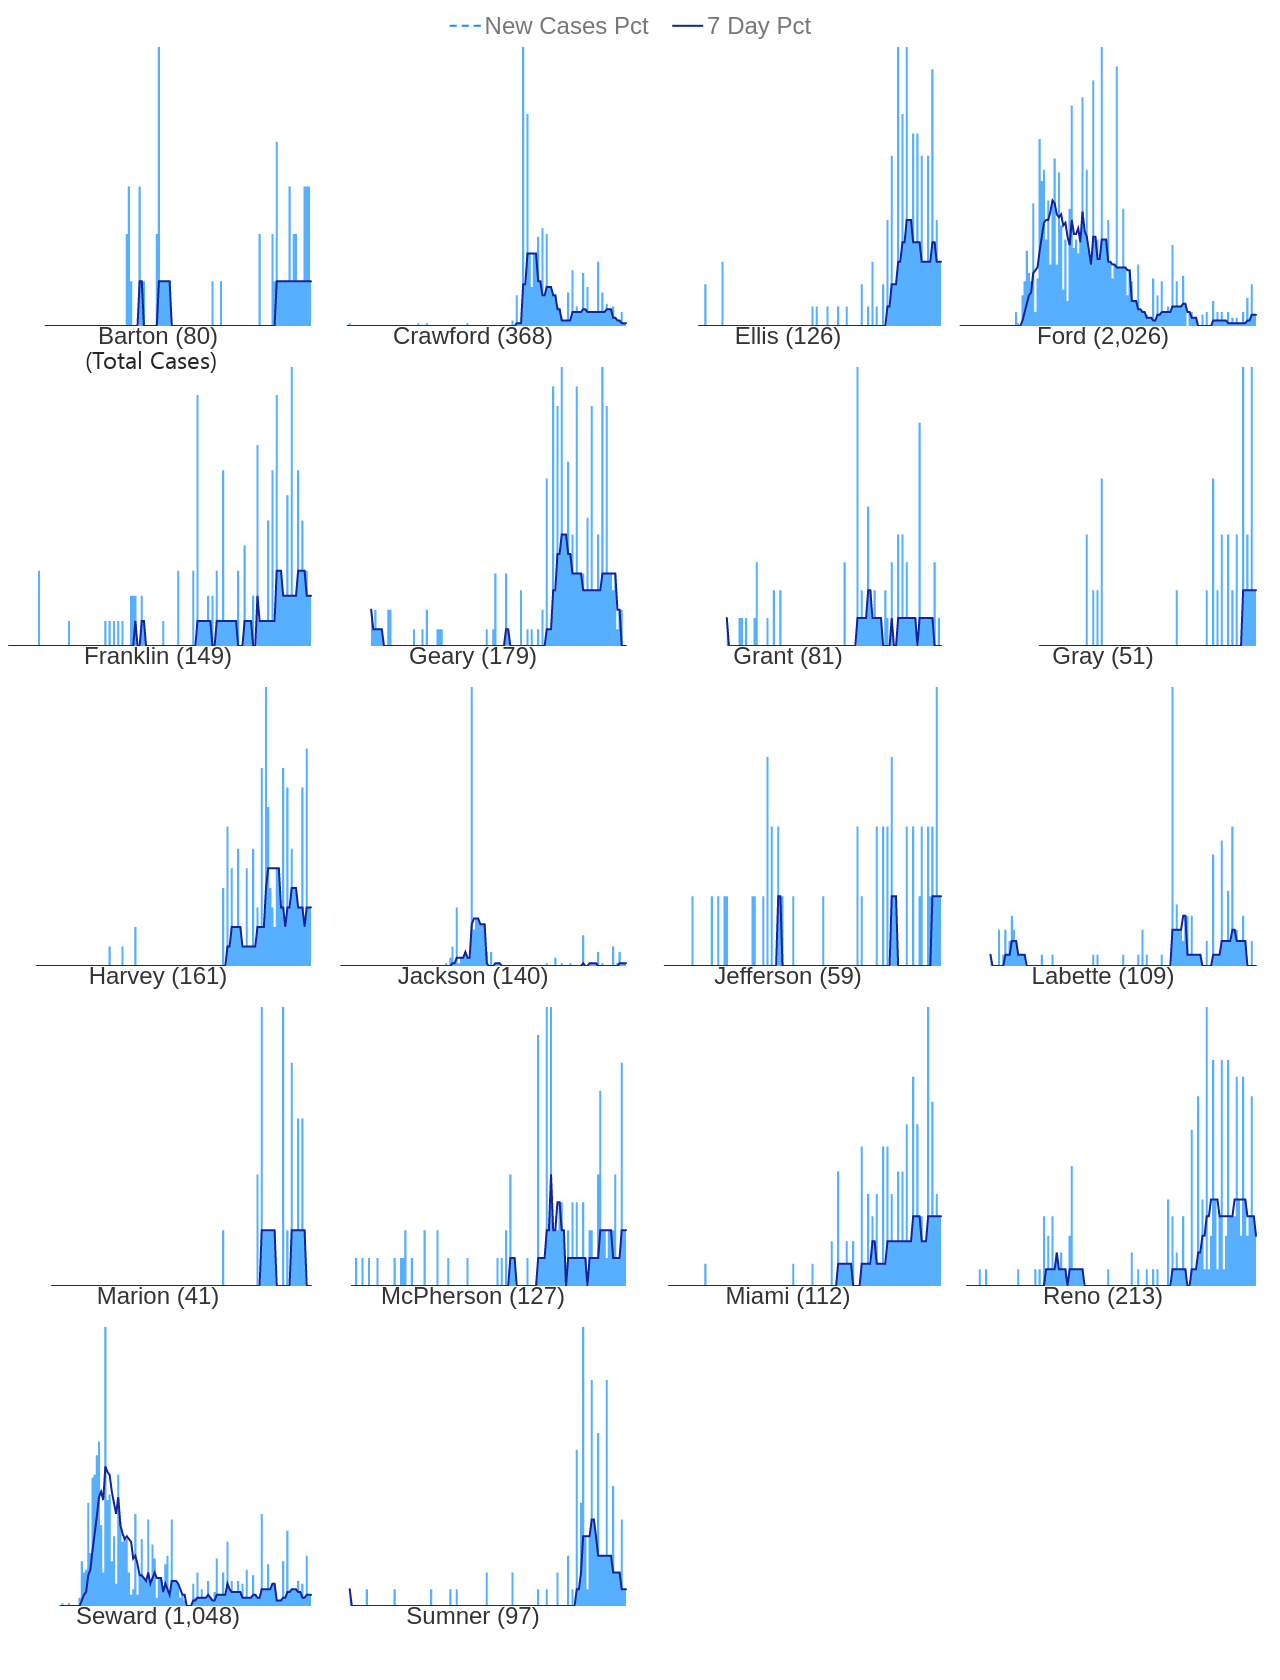 New Cases Pct 7 Day Pct
Barton (80) Crawford (368) Ellis (126) Ford (2,026)
(Total Cases)
Franklin (149) Geary (179) Grant (81) Gray (51)
Harvey (161) Jackson (140) Jefferson (59) Labette (109)
Marion (41) McPherson (127) Miami (112) Reno (213)
Seward (1,048) Sumner (97)